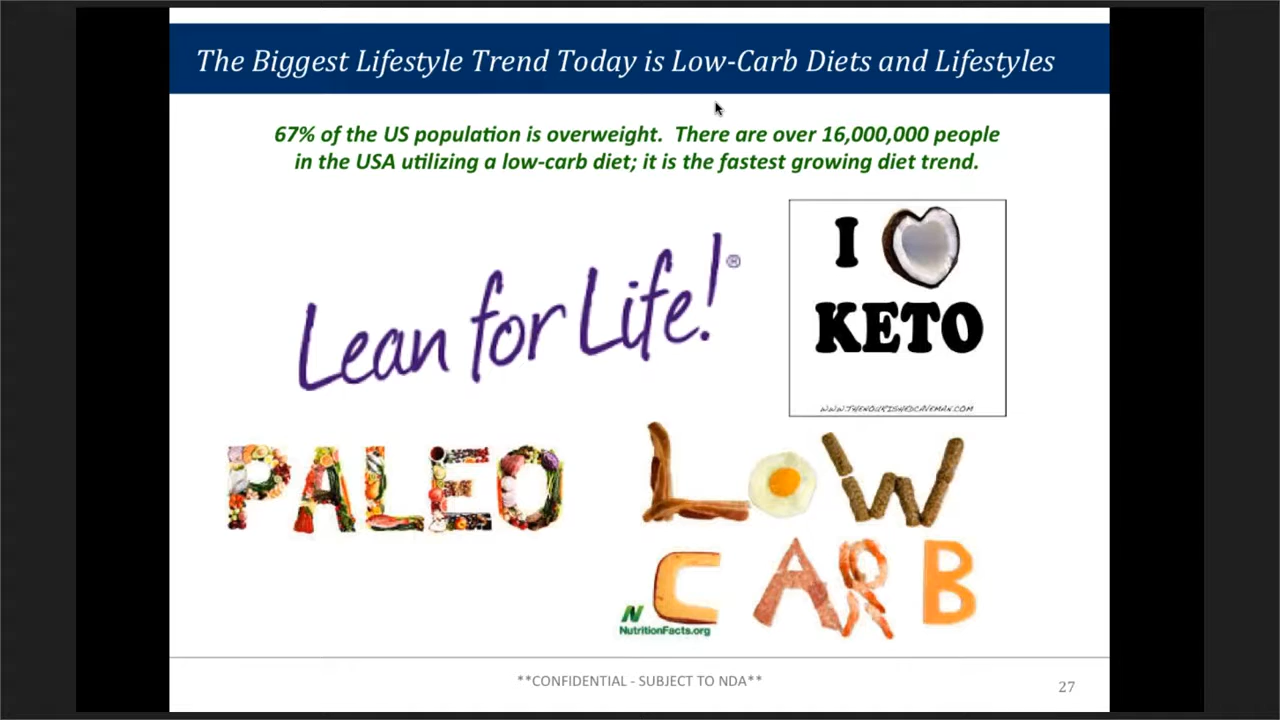 The Biggest Lifestyle Trend Today is Low-Carb Diets and Lifestyles
67% of the US population is overweight. There are over 16,000,000 people
in the USA utilizing a low-carb diet; it is the fastest growing diet trend.
Lean for Life!®
I
KETO
WWW.THENOURISHEDCAVEMAN.COM
PALEO
LOW
CARB
N
NutritionFacts.org
**CONFIDENTIAL - SUBJECT TO NDA**
27